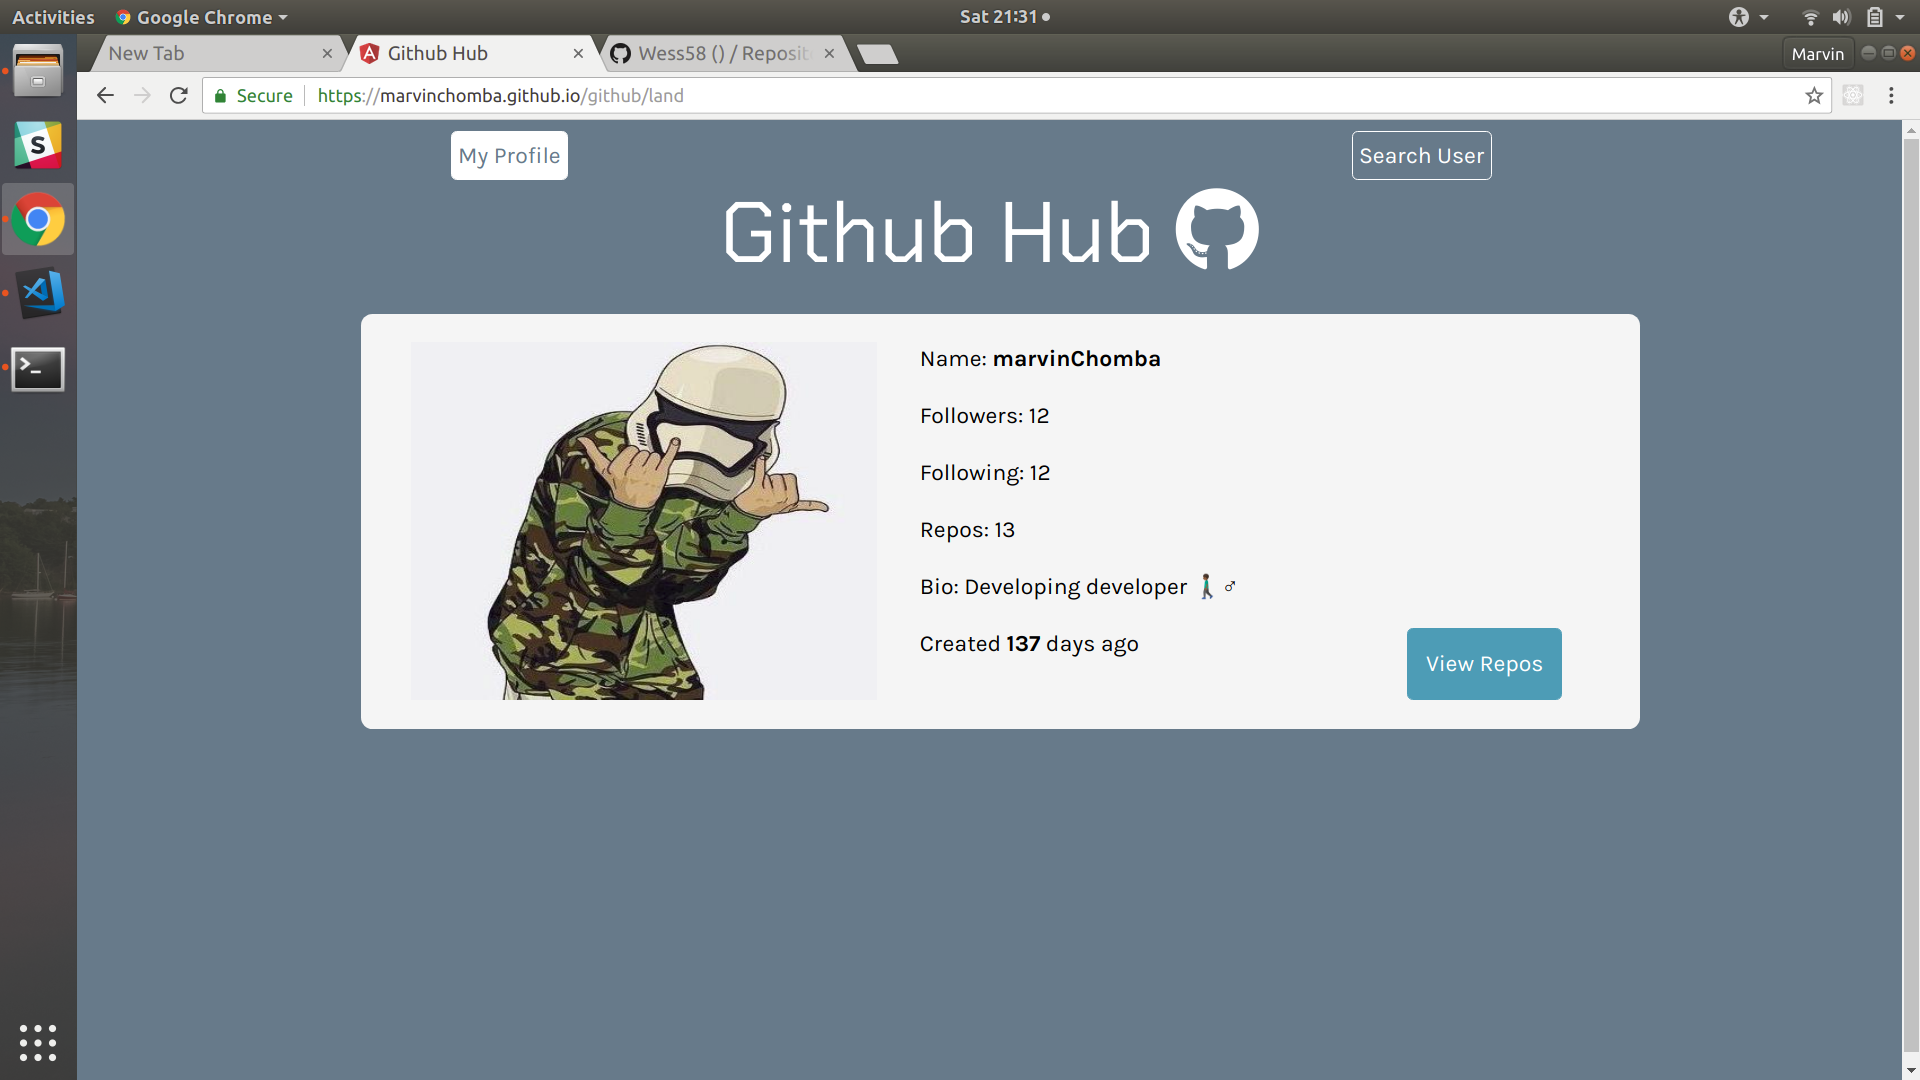 Activities Google Chrome Sat 21:31
New Tab Github Hub Wess58 () / Reposit Marvin
Secure https://marvinchomba.github.io/github/land
My Profile Search User
Github Hub
Name: marvinChomba
Followers: 12
Following: 12
Repos: 13
Bio: Developing developer 🚶🏿♂
Created 137 days ago
View Repos